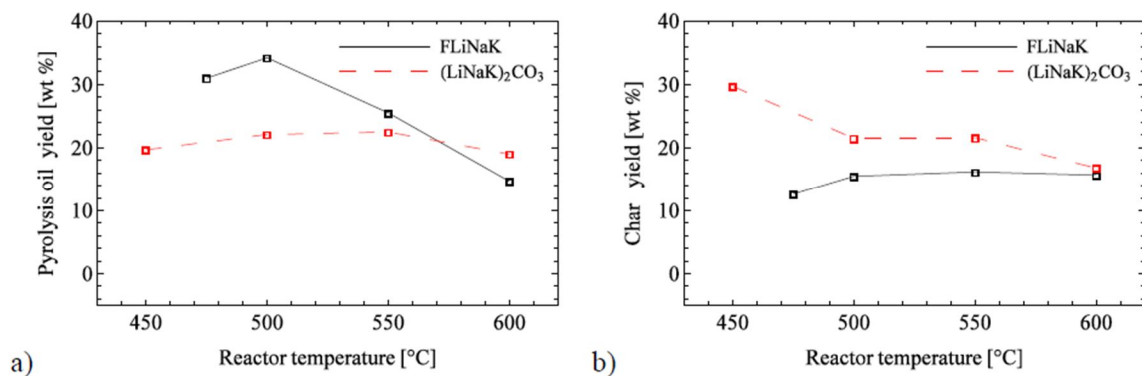 40
30
20
10
0
Pyrolysis oil yield [wt %]
FLiNaK
(LiNaK)₂CO₃
450 500 550 600
Reactor temperature [°C]
a)
40
30
20
10
0
Char yield [wt %]
FLiNaK
(LiNaK)₂CO₃
450 500 550 600
Reactor temperature [°C]
b)